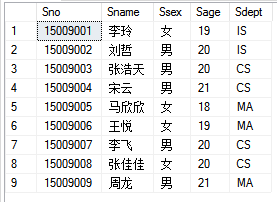 Sno Sname Ssex Sage Sdept
1 15009001 李玲 女 19 IS
2 15009002 刘哲 男 20 IS
3 15009003 张浩天 男 20 CS
4 15009004 宋云 男 21 CS
5 15009005 马欣欣 女 18 MA
6 15009006 王悦 女 19 MA
7 15009007 李飞 男 20 CS
8 15009008 张佳佳 女 20 CS
9 15009009 周龙 男 21 MA